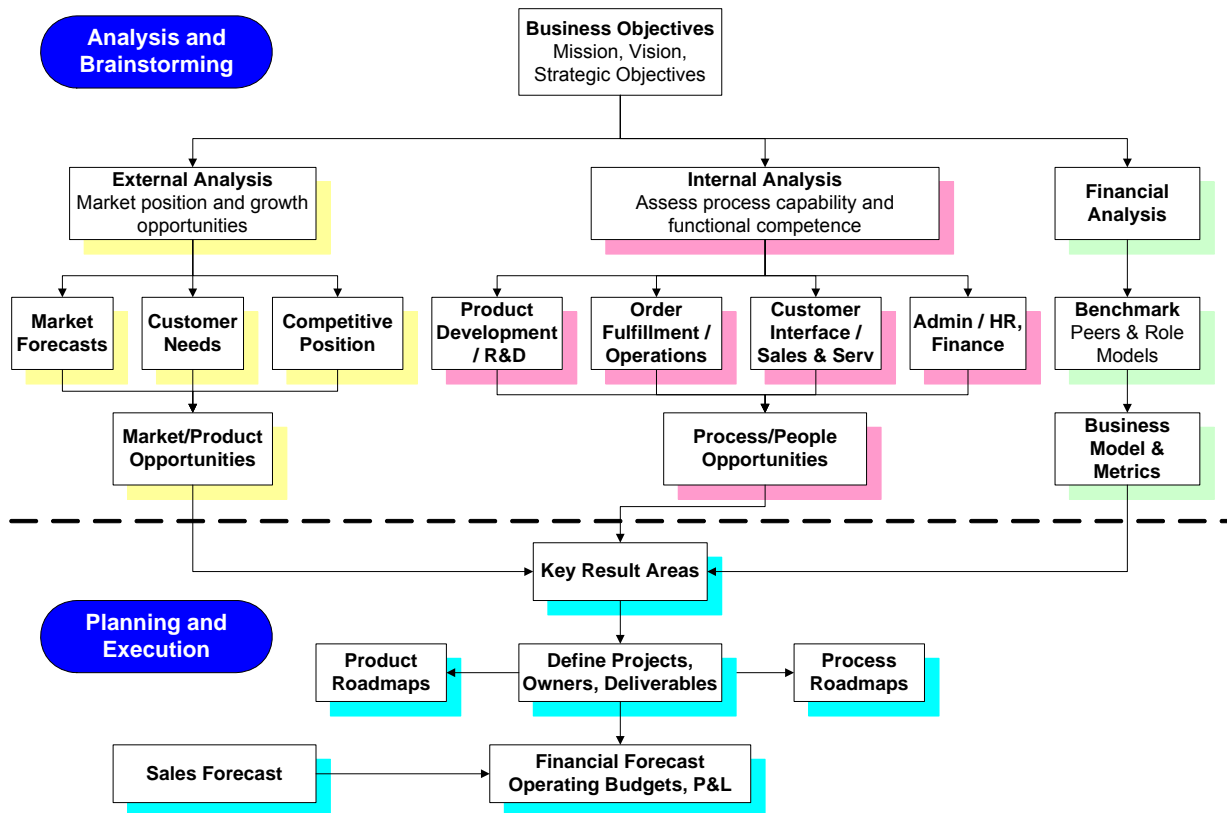 Analysis and
Brainstorming
Business Objectives
Mission, Vision,
Strategic Objectives
External Analysis
Market position and growth
opportunities
Internal Analysis
Assess process capability and
functional competence
Financial
Analysis
Market
Forecasts
Customer
Needs
Competitive
Position
Product
Development
/ R&D
Order
Fulfillment /
Operations
Customer
Interface /
Sales & Serv
Admin / HR,
Finance
Benchmark
Peers & Role
Models
Market/Product
Opportunities
Process/People
Opportunities
Business
Model &
Metrics
Key Result Areas
Planning and
Execution
Product
Roadmaps
Define Projects,
Owners, Deliverables
Process
Roadmaps
Sales Forecast
Financial Forecast
Operating Budgets, P&L